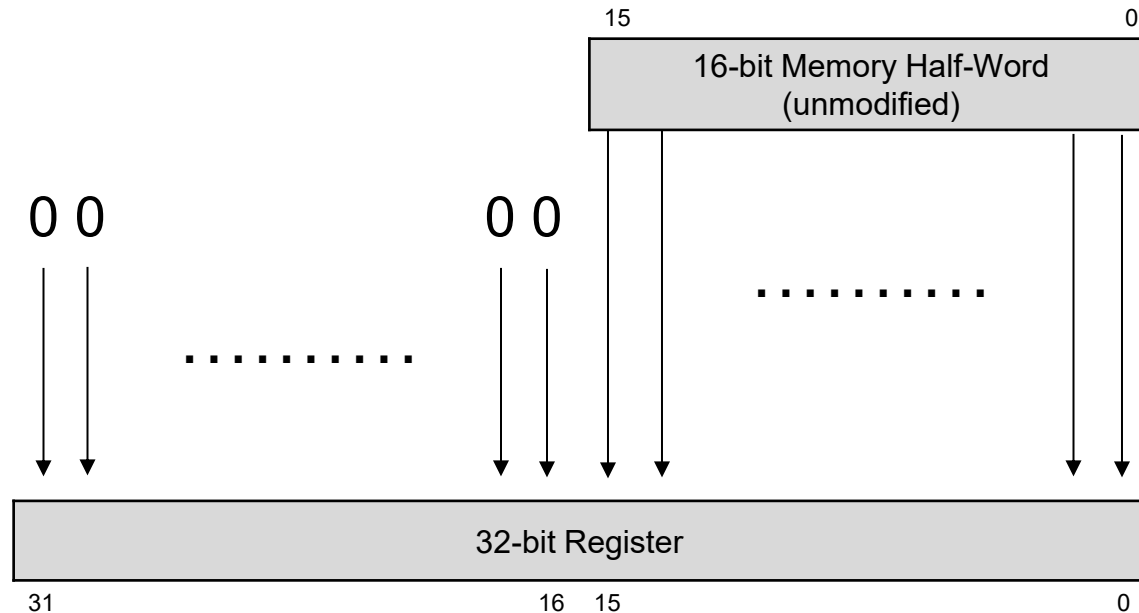 15 0
16-bit Memory Half-Word
(unmodified)
0 0 0 0
..........
..........
32-bit Register
31 16 15 0